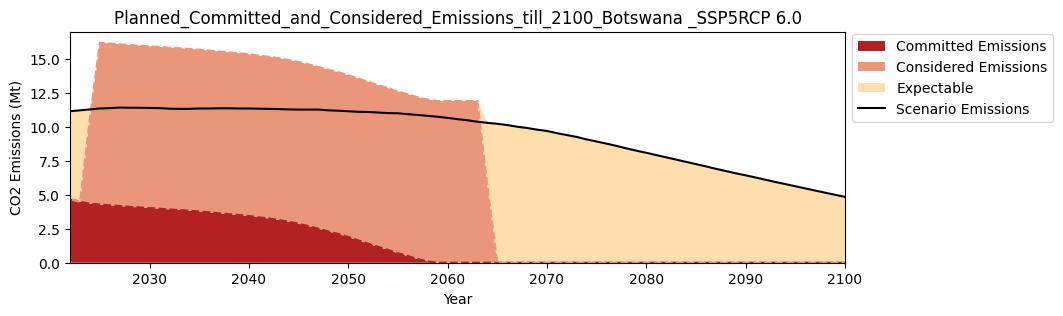 Planned_Committed_and_Considered_Emissions_till_2100_Botswana _SSP5RCP 6.0
CO2 Emissions (Mt)
15.0
12.5
10.0
7.5
5.0
2.5
0.0
2030 2040 2050 2060 2070 2080 2090 2100
Year
Committed Emissions
Considered Emissions
Expectable
Scenario Emissions